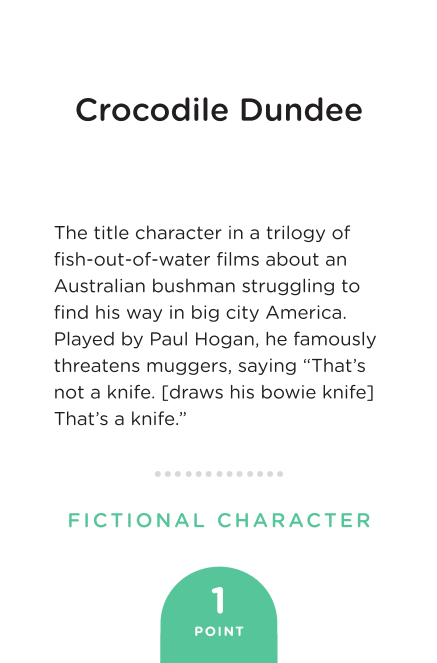 Crocodile Dundee
The title character in a trilogy of
fish-out-of-water films about an
Australian bushman struggling to
find his way in big city America.
Played by Paul Hogan, he famously
threatens muggers, saying “That’s
not a knife. [draws his bowie knife]
That’s a knife.”
FICTIONAL CHARACTER
1
POINT